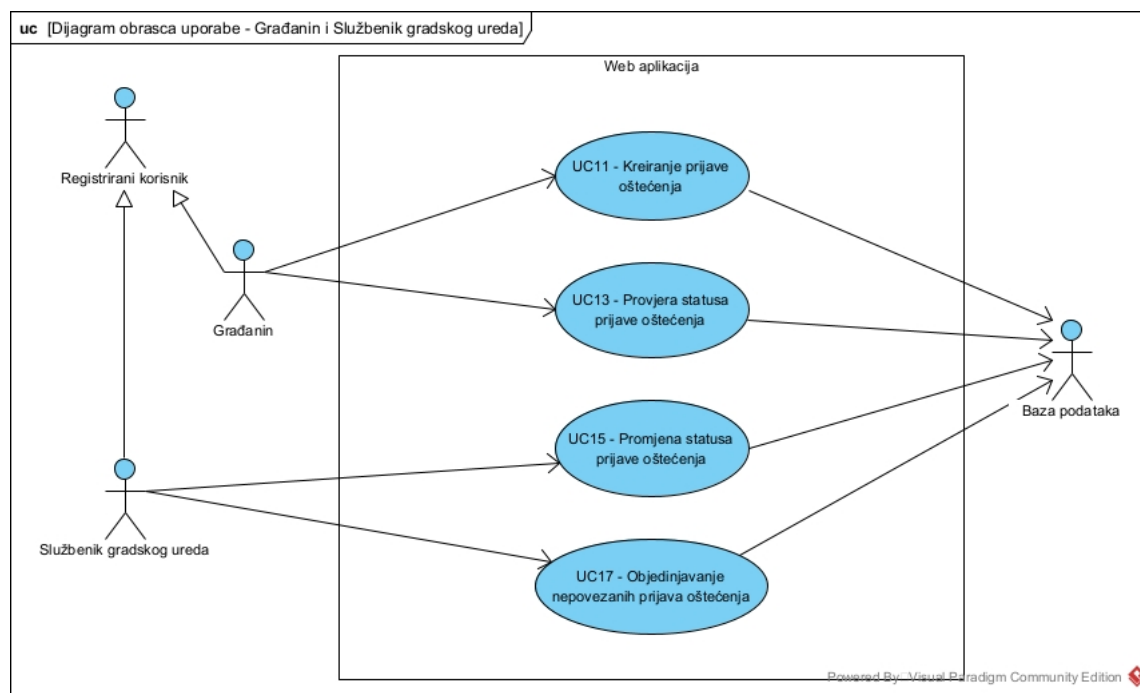 uc [Dijagram obrasca uporabe - Građanin i Službenik gradskog ureda]
Web aplikacija
Registrirani korisnik
UC11 - Kreiranje prijave
oštećenja
Građanin
UC13 - Provjera statusa
prijave oštećenja
Baza podataka
UC15 - Promjena statusa
prijave oštećenja
Službenik gradskog ureda
UC17 - Objedinjavanje
nepovezanih prijava oštećenja
Powered By Visual Paradigm Community Edition